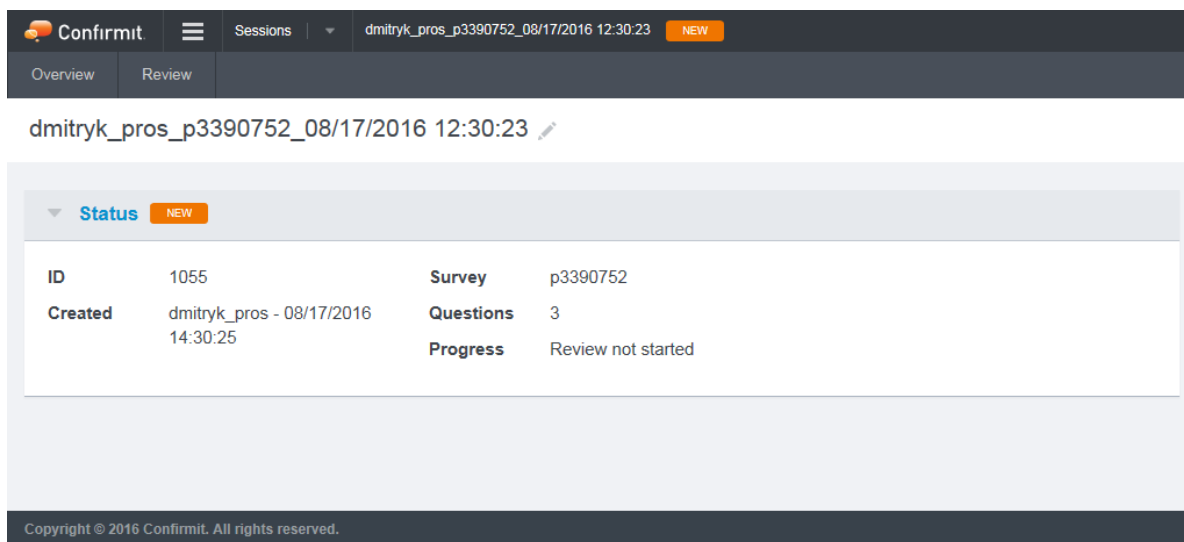 Confirmit. Sessions dmitryk_pros_p3390752_08/17/2016 12:30:23 NEW
Overview Review
dmitryk_pros_p3390752_08/17/2016 12:30:23
Status NEW
ID 1055 Survey p3390752
Created dmitryk_pros - 08/17/2016 Questions 3
14:30:25
Progress Review not started
Copyright © 2016 Confirmit. All rights reserved.